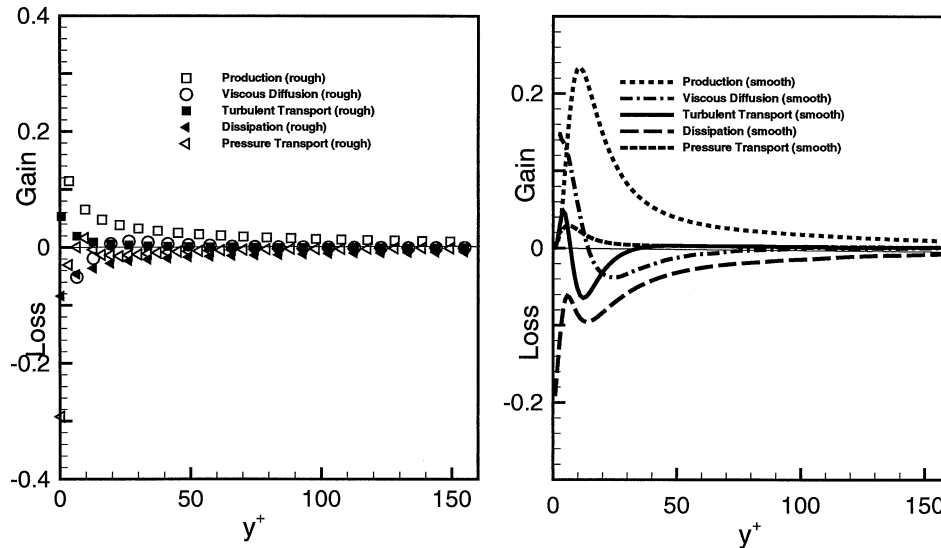 0.4
0.2
0
-0.2
-0.4
Gain
Loss
Production (rough)
Viscous Diffusion (rough)
Turbulent Transport (rough)
Dissipation (rough)
Pressure Transport (rough)
0
50
100
150
y+
0.2
0
-0.2
Gain
Loss
Production (smooth)
Viscous Diffusion (smooth)
Turbulent Transport (smooth)
Dissipation (smooth)
Pressure Transport (smooth)
0
50
100
150
y+